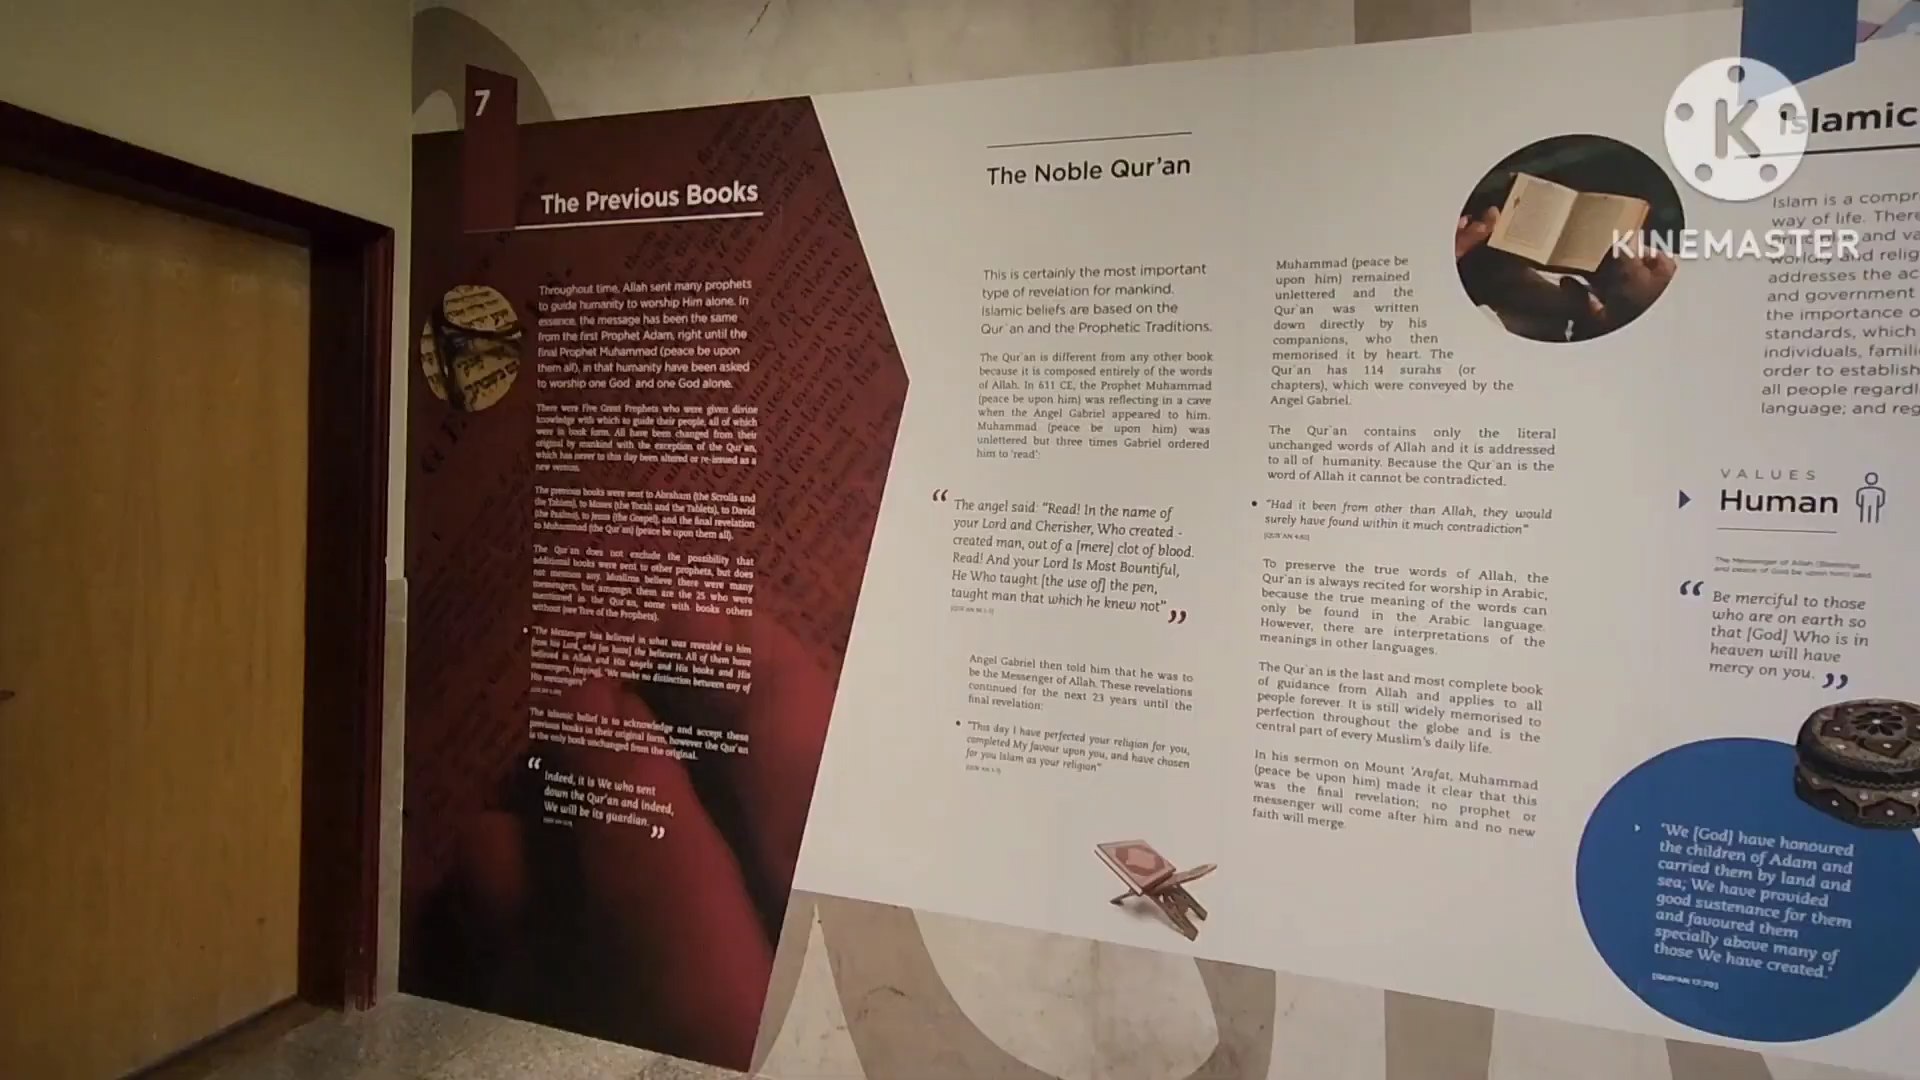 7
The Previous Books
Throughout time, Allah sent many prophets
to guide humanity to worship Him alone. In
essence, the message has been the same
from the first Prophet Adam, right until the
final Prophet Muhammad (peace be upon
them all), in that humanity have been asked
to worship one God and one God alone.
There were Five Great Prophets who were given divine
knowledge with which to guide their people, all of which
were in book form. All have been changed from their
original by mankind with the exception of the Qur'an,
which has never to this day been altered or re-issued as a
new version.
The previous books were sent to Abraham (the Scrolls and
the Tablets), to Moses (the Torah and the Tablets), to David
(the Psalms), to Jesus (the Gospel), and the final revelation
to Muhammad (the Qur'an) (peace be upon them all).
The Qur'an does not exclude the possibility that
additional books were sent to other prophets, but does
not mention any. Muslims believe there were many
messengers, but amongst them are the 25 who were
mentioned in the Qur'an, some with books others
without (see Tree of the Prophets).
• "The Messenger has believed in what was revealed to him
from his Lord, and [so have] the believers. All of them have
believed in Allah and His angels and His books and His
messengers, [saying], "We make no distinction between any of
His messengers"
The Islamic belief is to acknowledge and accept these
previous books in their original form, however the Qur'an
is the only book unchanged from the original.
“ Indeed, it is We who sent
down the Qur'an and indeed,
We will be its guardian. ”
The Noble Qur'an
This is certainly the most important
type of revelation for mankind.
Islamic beliefs are based on the
Qur'an and the Prophetic Traditions.
The Qur'an is different from any other book
because it is composed entirely of the words
of Allah. In 611 CE, the Prophet Muhammad
(peace be upon him) was reflecting in a cave
when the Angel Gabriel appeared to him.
Muhammad (peace be upon him) was
unlettered but three times Gabriel ordered
him to 'read':
“ The angel said: "Read! In the name of
your Lord and Cherisher, Who created -
created man, out of a [mere] clot of blood.
Read! And your Lord Is Most Bountiful,
He Who taught [the use of] the pen,
taught man that which he knew not" ”
Angel Gabriel then told him that he was to
be the Messenger of Allah. These revelations
continued for the next 23 years until the
final revelation:
• "This day I have perfected your religion for you,
completed My favour upon you, and have chosen
for you Islam as your religion"
Muhammad (peace be
upon him) remained
unlettered and the
Qur'an was written
down directly by his
companions, who then
memorised it by heart. The
Qur'an has 114 surahs (or
chapters), which were conveyed by the
Angel Gabriel.
The Qur'an contains only the literal
unchanged words of Allah and it is addressed
to all of humanity. Because the Qur'an is the
word of Allah it cannot be contradicted.
• "Had it been from other than Allah, they would
surely have found within it much contradiction"
[QUR'AN 4:82]
To preserve the true words of Allah, the
Qur'an is always recited for worship in Arabic,
because the true meaning of the words can
only be found in the Arabic language.
However, there are interpretations of the
meanings in other languages.
The Qur'an is the last and most complete book
of guidance from Allah and applies to all
people forever. It is still widely memorised to
perfection throughout the globe and is the
central part of every Muslim's daily life.
In his sermon on Mount 'Arafat, Muhammad
(peace be upon him) made it clear that this
was the final revelation; no prophet or
messenger will come after him and no new
faith will merge.
K
KINEMASTER
Islamic
Islam is a compr
way of life. There
and va
worldly and relig
addresses the ac
and government
the importance o
standards, which
individuals, famili
order to establish
all people regardl
language; and reg
VALUES
Human
The Messenger of Allah (Blessings
and peace of God be upon him) said
“ Be merciful to those
who are on earth so
that [God] Who is in
heaven will have
mercy on you. ”
"We [God] have honoured
the children of Adam and
carried them by land and
sea; We have provided
good sustenance for them
and favoured them
specially above many of
those We have created."
[QUR'AN 17:70]